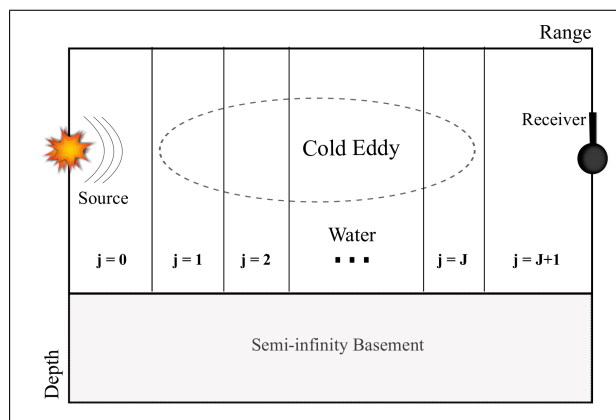 Range
Receiver
Cold Eddy
Source
Water
...
j = 0
j = 1
j = 2
j = J
j = J+1
Semi-infinity Basement
Depth